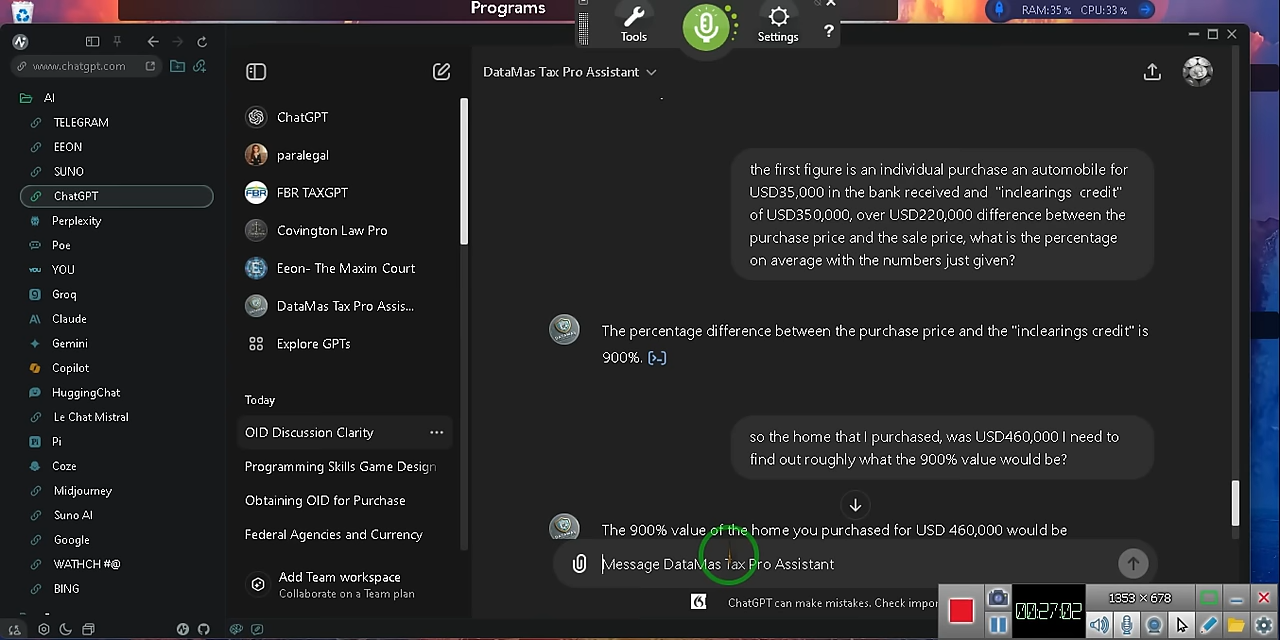 Programs
Tools
Settings
?
RAM:35% CPU:33%
www.chatgpt.com
AI
TELEGRAM
EEON
SUNO
ChatGPT
Perplexity
Poe
YOU
Groq
Claude
Gemini
Copilot
HuggingChat
Le Chat Mistral
Pi
Coze
Midjourney
Suno AI
Google
WATHCH #@
BING
ChatGPT
paralegal
FBR
FBR TAXGPT
Covington Law Pro
Eeon- The Maxim Court
DataMas Tax Pro Assis...
Explore GPTs
Today
OID Discussion Clarity
Programming Skills Game Design
Obtaining OID for Purchase
Federal Agencies and Currency
Add Team workspace
Collaborate on a Team plan
DataMas Tax Pro Assistant
the first figure is an individual purchase an automobile for
USD35,000 in the bank received and "inclearings credit"
of USD350,000, over USD220,000 difference between the
purchase price and the sale price, what is the percentage
on average with the numbers just given?
The percentage difference between the purchase price and the "inclearings credit" is
900%. [>-]
so the home that I purchased, was USD460,000 I need to
find out roughly what the 900% value would be?
The 900% value of the home you purchased for USD 460,000 would be
Message DataMas Tax Pro Assistant
ChatGPT can make mistakes. Check impor
1353 × 678
00:27:02